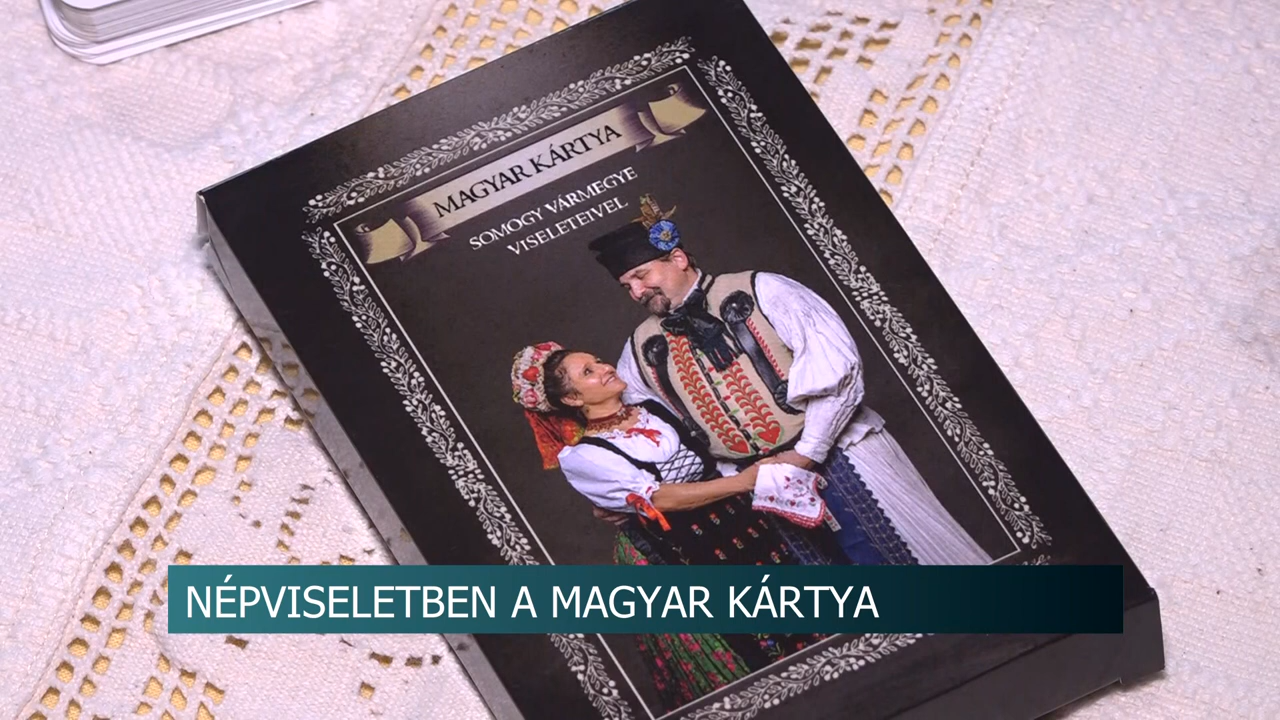 MAGYAR KÁRTYA
SOMOGY VÁRMEGYE
VISELETEIVEL
NÉPVISELETBEN A MAGYAR KÁRTYA